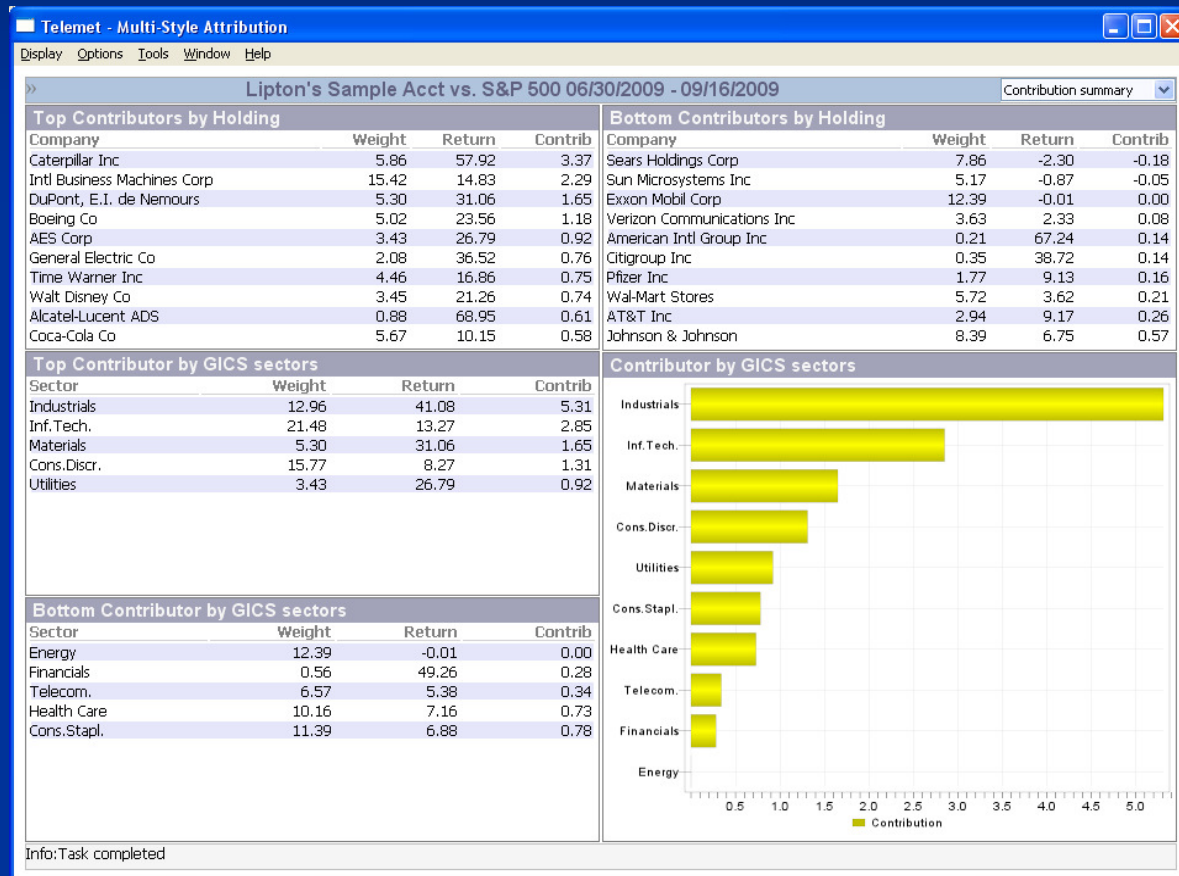 Telemet - Multi-Style Attribution
Display Options Tools Window Help
» Lipton's Sample Acct vs. S&P 500 06/30/2009 - 09/16/2009 Contribution summary
Top Contributors by Holding
Company Weight Return Contrib
Caterpillar Inc 5.86 57.92 3.37
Intl Business Machines Corp 15.42 14.83 2.29
DuPont, E.I. de Nemours 5.30 31.06 1.65
Boeing Co 5.02 23.56 1.18
AES Corp 3.43 26.79 0.92
General Electric Co 2.08 36.52 0.76
Time Warner Inc 4.46 16.86 0.75
Walt Disney Co 3.45 21.26 0.74
Alcatel-Lucent ADS 0.88 68.95 0.61
Coca-Cola Co 5.67 10.15 0.58
Bottom Contributors by Holding
Company Weight Return Contrib
Sears Holdings Corp 7.86 -2.30 -0.18
Sun Microsystems Inc 5.17 -0.87 -0.05
Exxon Mobil Corp 12.39 -0.01 0.00
Verizon Communications Inc 3.63 2.33 0.08
American Intl Group Inc 0.21 67.24 0.14
Citigroup Inc 0.35 38.72 0.14
Pfizer Inc 1.77 9.13 0.16
Wal-Mart Stores 5.72 3.62 0.21
AT&T Inc 2.94 9.17 0.26
Johnson & Johnson 8.39 6.75 0.57
Top Contributor by GICS sectors
Sector Weight Return Contrib
Industrials 12.96 41.08 5.31
Inf.Tech. 21.48 13.27 2.85
Materials 5.30 31.06 1.65
Cons.Discr. 15.77 8.27 1.31
Utilities 3.43 26.79 0.92
Bottom Contributor by GICS sectors
Sector Weight Return Contrib
Energy 12.39 -0.01 0.00
Financials 0.56 49.26 0.28
Telecom. 6.57 5.38 0.34
Health Care 10.16 7.16 0.73
Cons.Stapl. 11.39 6.88 0.78
Contributor by GICS sectors
Industrials
Inf.Tech.
Materials
Cons.Discr.
Utilities
Cons.Stapl.
Health Care
Telecom.
Financials
Energy
0.5 1.0 1.5 2.0 2.5 3.0 3.5 4.0 4.5 5.0
Contribution
Info:Task completed